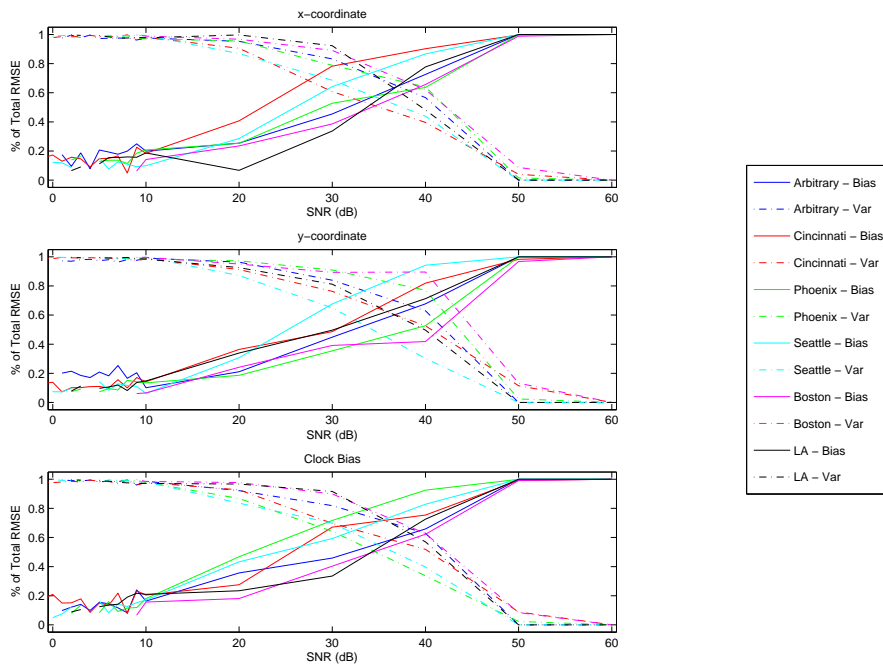 x-coordinate
1
0.8
0.6
0.4
0.2
0
% of Total RMSE
0 10 20 30 40 50 60
SNR (dB)
y-coordinate
1
0.8
0.6
0.4
0.2
0
% of Total RMSE
0 10 20 30 40 50 60
SNR (dB)
Clock Bias
1
0.8
0.6
0.4
0.2
0
% of Total RMSE
0 10 20 30 40 50 60
SNR (dB)
Arbitrary − Bias
Arbitrary − Var
Cincinnati − Bias
Cincinnati − Var
Phoenix − Bias
Phoenix − Var
Seattle − Bias
Seattle − Var
Boston − Bias
Boston − Var
LA − Bias
LA − Var